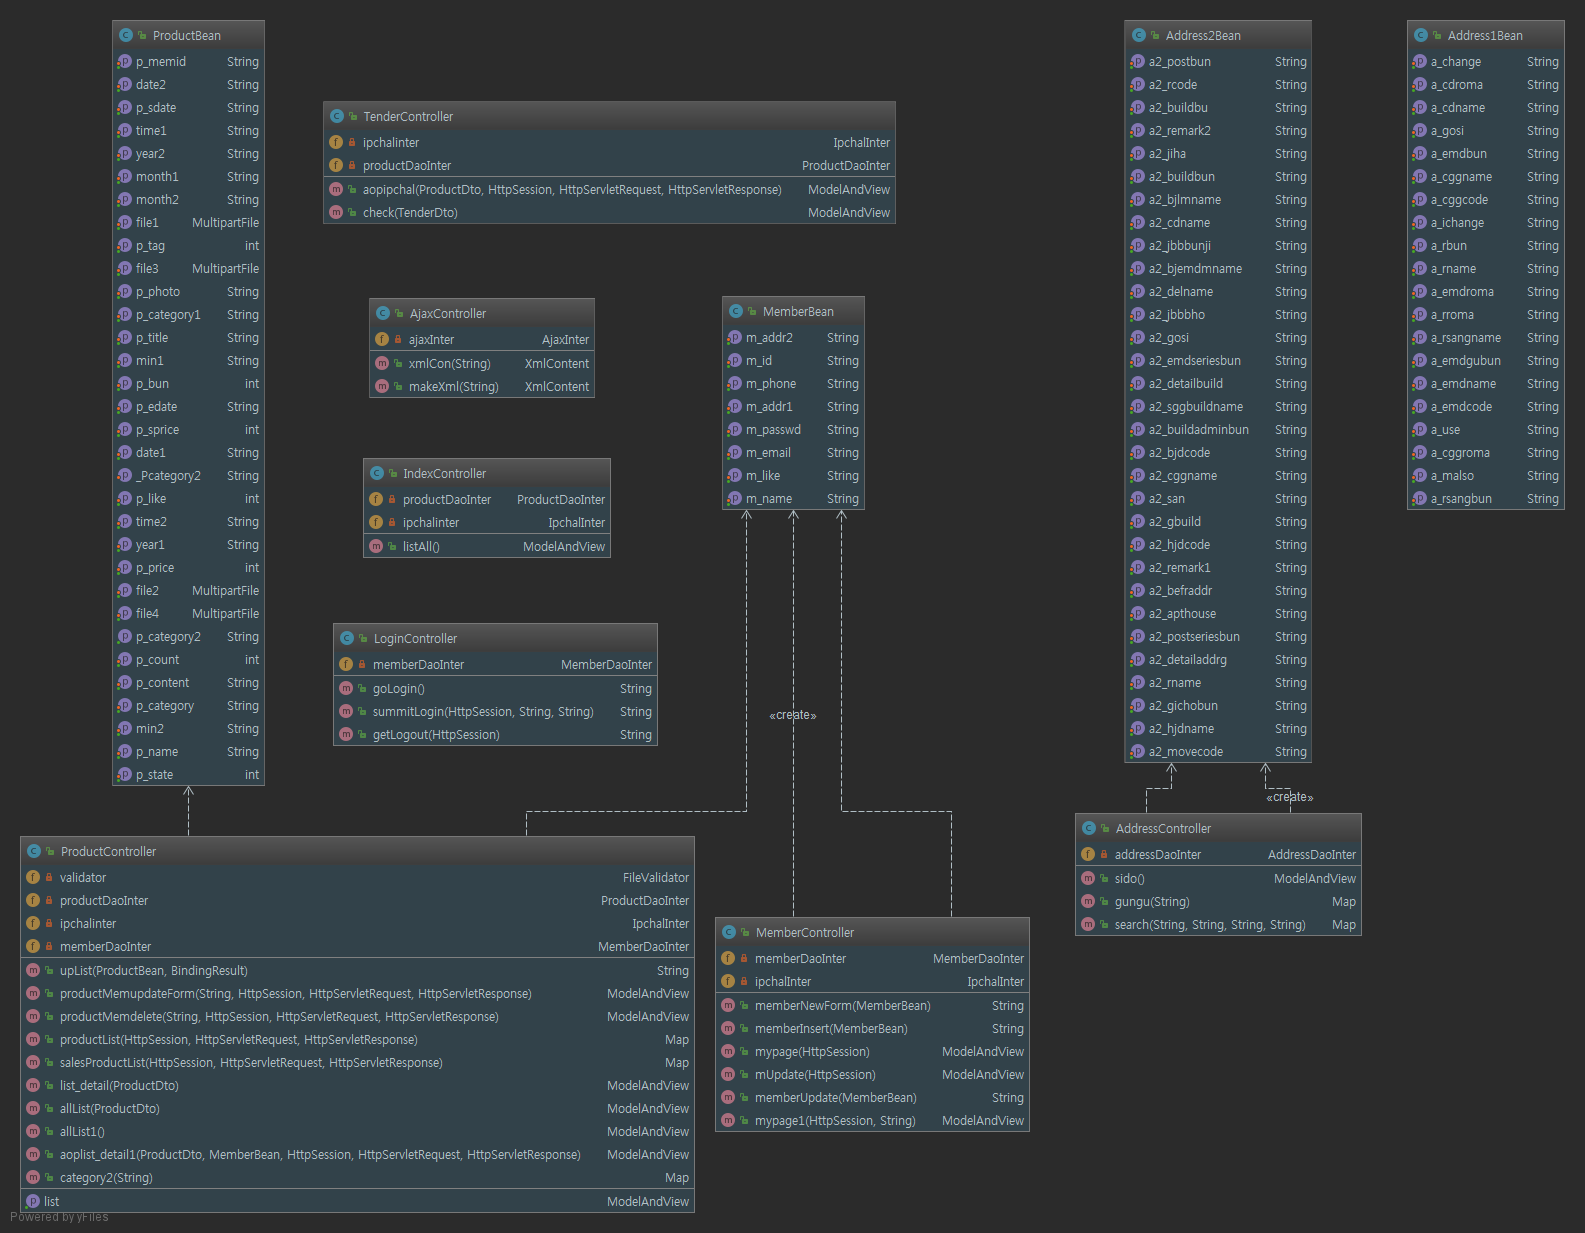 ProductBean
p_memid String
date2 String
p_sdate String
time1 String
year2 String
month1 String
month2 String
file1 MultipartFile
p_tag int
file3 MultipartFile
p_photo String
p_category1 String
p_title String
min1 String
p_bun int
p_edate String
p_sprice int
date1 String
_Pcategory2 String
p_like int
time2 String
year1 String
p_price int
file2 MultipartFile
file4 MultipartFile
p_category2 String
p_count int
p_content String
p_category String
min2 String
p_name String
p_state int
TenderController
ipchalinter IpchalInter
productDaoInter ProductDaoInter
aopipchal(ProductDto, HttpSession, HttpServletRequest, HttpServletResponse) ModelAndView
check(TenderDto) ModelAndView
AjaxController
ajaxInter AjaxInter
xmlCon(String) XmlContent
makeXml(String) XmlContent
IndexController
productDaoInter ProductDaoInter
ipchalinter IpchalInter
listAll() ModelAndView
LoginController
memberDaoInter MemberDaoInter
goLogin() String
summitLogin(HttpSession, String, String) String
getLogout(HttpSession) String
MemberBean
m_addr2 String
m_id String
m_phone String
m_addr1 String
m_passwd String
m_email String
m_like String
m_name String
«create»
Address2Bean
a2_postbun String
a2_rcode String
a2_buildbu String
a2_remark2 String
a2_jiha String
a2_buildbun String
a2_bjlmname String
a2_cdname String
a2_jbbbunji String
a2_bjemdmname String
a2_delname String
a2_jbbbho String
a2_gosi String
a2_emdseriesbun String
a2_detailbuild String
a2_sggbuildname String
a2_buildadminbun String
a2_bjdcode String
a2_cggname String
a2_san String
a2_gbuild String
a2_hjdcode String
a2_remark1 String
a2_befraddr String
a2_apthouse String
a2_postseriesbun String
a2_detailaddrg String
a2_rname String
a2_gichobun String
a2_hjdname String
a2_movecode String
Address1Bean
a_change String
a_cdroma String
a_cdname String
a_gosi String
a_emdbun String
a_cggname String
a_cggcode String
a_ichange String
a_rbun String
a_rname String
a_emdroma String
a_rroma String
a_rsangname String
a_emdgubun String
a_emdname String
a_emdcode String
a_use String
a_cggroma String
a_malso String
a_rsangbun String
«create»
AddressController
addressDaoInter AddressDaoInter
sido() ModelAndView
gungu(String) Map
search(String, String, String, String) Map
ProductController
validator FileValidator
productDaoInter ProductDaoInter
ipchalinter IpchalInter
memberDaoInter MemberDaoInter
upList(ProductBean, BindingResult) String
productMemupdateForm(String, HttpSession, HttpServletRequest, HttpServletResponse) ModelAndView
productMemdelete(String, HttpSession, HttpServletRequest, HttpServletResponse) ModelAndView
productList(HttpSession, HttpServletRequest, HttpServletResponse) Map
salesProductList(HttpSession, HttpServletRequest, HttpServletResponse) Map
list_detail(ProductDto) ModelAndView
allList(ProductDto) ModelAndView
allList1() ModelAndView
aoplist_detail1(ProductDto, MemberBean, HttpSession, HttpServletRequest, HttpServletResponse) ModelAndView
category2(String) Map
list ModelAndView
MemberController
memberDaoInter MemberDaoInter
ipchalInter IpchalInter
memberNewForm(MemberBean) String
memberInsert(MemberBean) String
mypage(HttpSession) ModelAndView
mUpdate(HttpSession) ModelAndView
memberUpdate(MemberBean) String
mypage1(HttpSession, String) ModelAndView
Powered by yFiles